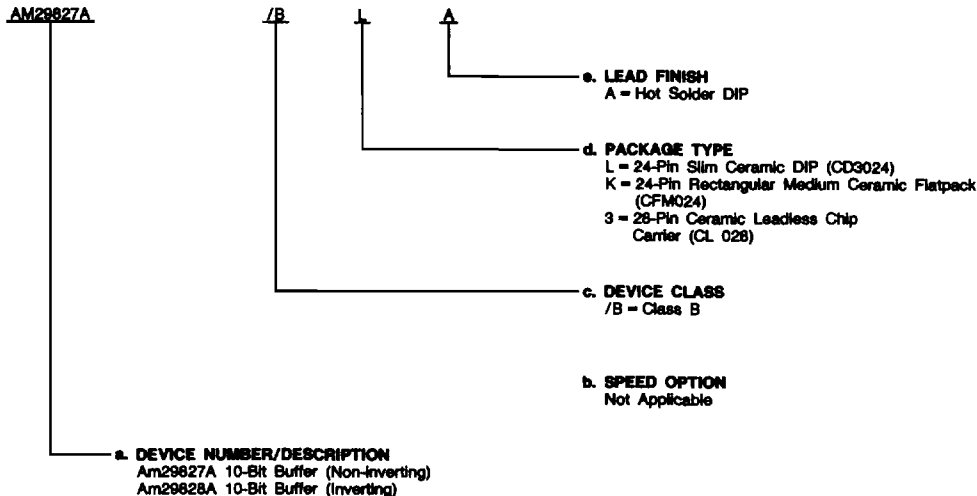 AM29827A /B L A
e. LEAD FINISH
A = Hot Solder DIP
d. PACKAGE TYPE
L = 24-Pin Slim Ceramic DIP (CD3024)
K = 24-Pin Rectangular Medium Ceramic Flatpack
(CFM024)
3 = 28-Pin Ceramic Leadless Chip
Carrier (CL 028)
c. DEVICE CLASS
/B = Class B
b. SPEED OPTION
Not Applicable
a. DEVICE NUMBER/DESCRIPTION
Am29827A 10-Bit Buffer (Non-inverting)
Am29828A 10-Bit Buffer (Inverting)